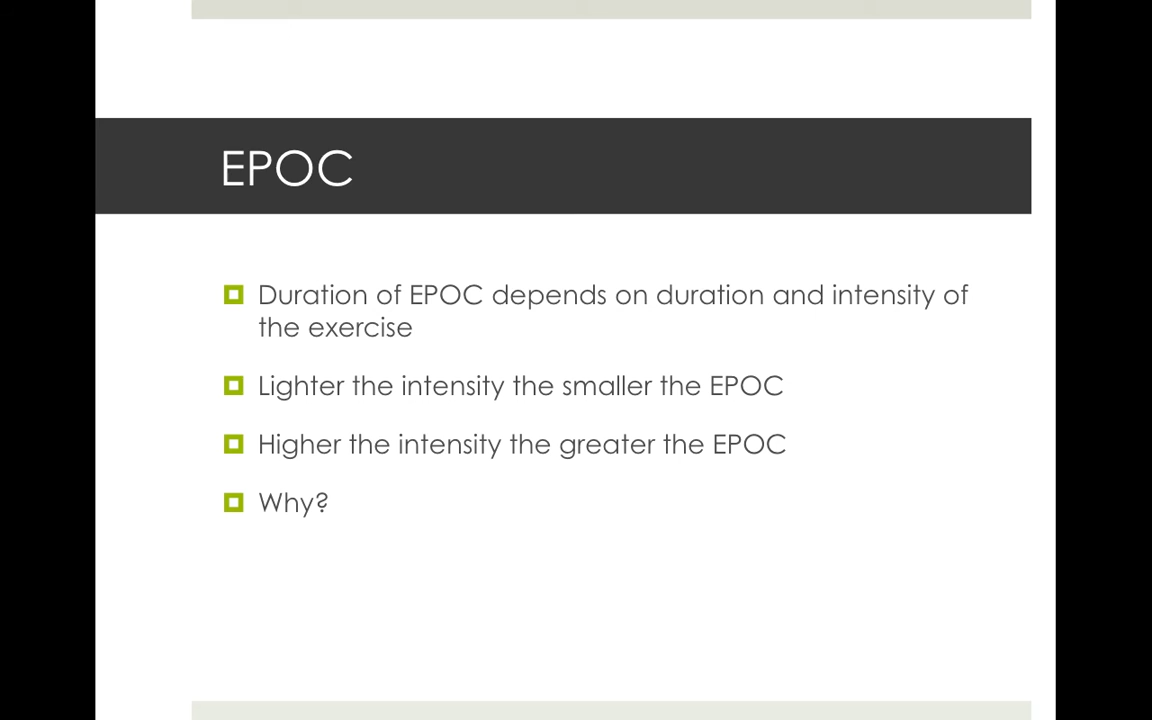 EPOC
Duration of EPOC depends on duration and intensity of
the exercise
Lighter the intensity the smaller the EPOC
Higher the intensity the greater the EPOC
Why?